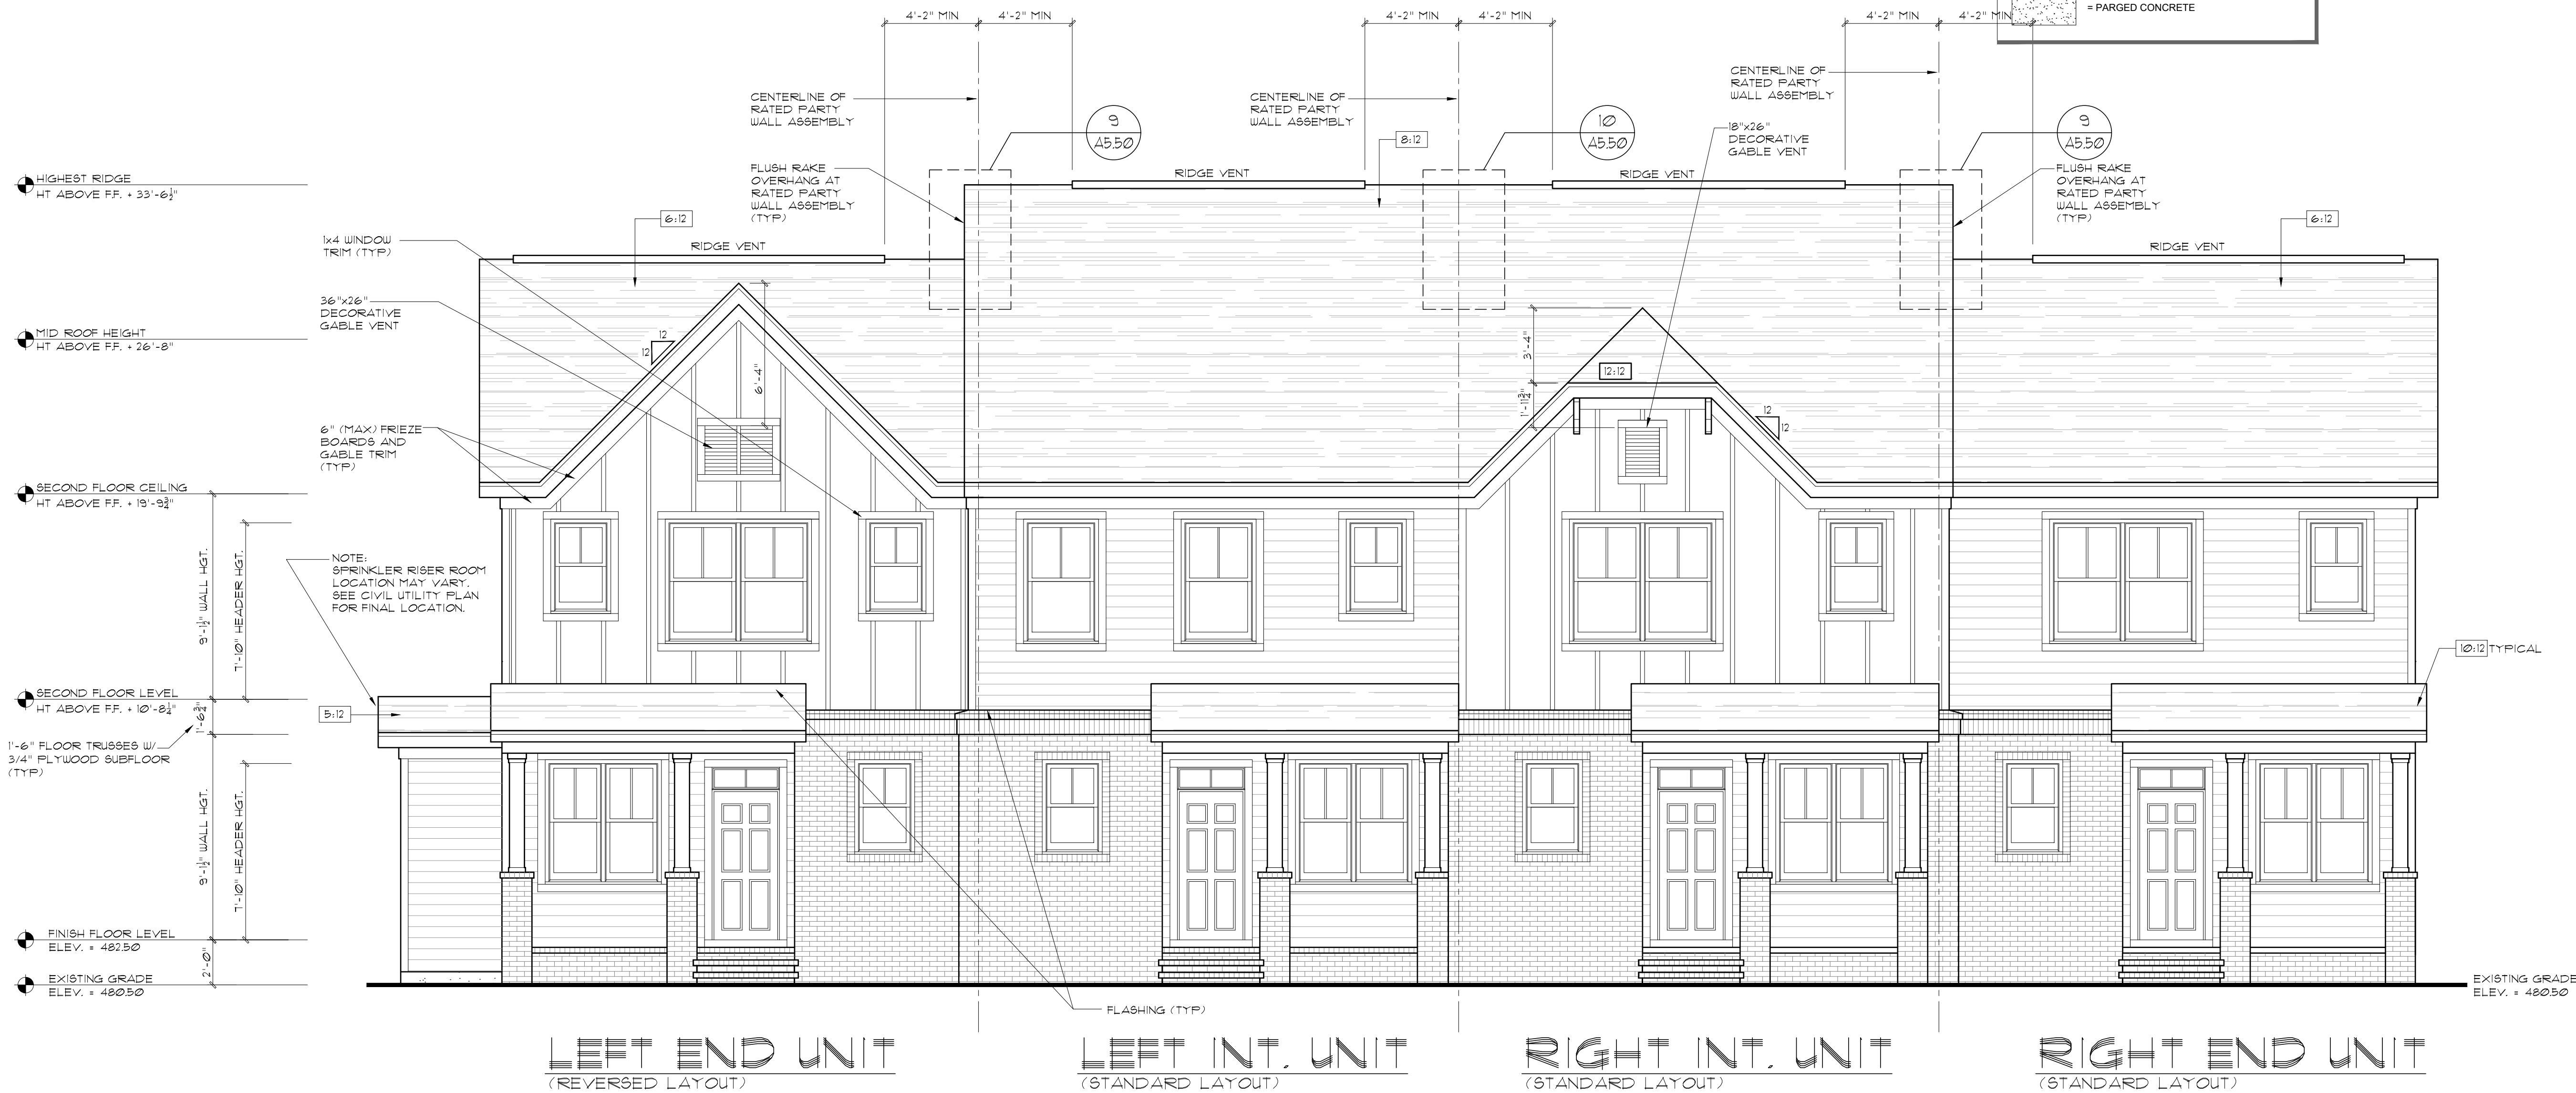 4'-2" MIN
4'-2" MIN
4'-2" MIN
4'-2" MIN
4'-2" MIN
4'-2" MIN
= PARGED CONCRETE
CENTERLINE OF
RATED PARTY
WALL ASSEMBLY
CENTERLINE OF
RATED PARTY
WALL ASSEMBLY
CENTERLINE OF
RATED PARTY
WALL ASSEMBLY
9
A5.50
10
A5.50
9
A5.50
8:12
18"x26"
DECORATIVE
GABLE VENT
FLUSH RAKE
OVERHANG AT
RATED PARTY
WALL ASSEMBLY
(TYP)
FLUSH RAKE
OVERHANG AT
RATED PARTY
WALL ASSEMBLY
(TYP)
RIDGE VENT
RIDGE VENT
HIGHEST RIDGE
HT ABOVE F.F. + 33'-6½"
6:12
6:12
RIDGE VENT
RIDGE VENT
1x4 WINDOW
TRIM (TYP)
36"x26"
DECORATIVE
GABLE VENT
MID ROOF HEIGHT
HT ABOVE F.F. + 26'-8"
12
12
6'-4"
3'-4"
12:12
1'-11¾"
12
12
6" (MAX) FRIEZE
BOARDS AND
GABLE TRIM
(TYP)
SECOND FLOOR CEILING
HT ABOVE F.F. + 19'-9¾"
9'-1½" WALL HGT.
7'-10" HEADER HGT.
NOTE:
SPRINKLER RISER ROOM
LOCATION MAY VARY.
SEE CIVIL UTILITY PLAN
FOR FINAL LOCATION.
10:12 TYPICAL
SECOND FLOOR LEVEL
HT ABOVE F.F. + 10'-8¼"
5:12
1'-6¾"
1'-6" FLOOR TRUSSES W/
3/4" PLYWOOD SUBFLOOR
(TYP)
9'-1½" WALL HGT.
7'-10" HEADER HGT.
FINISH FLOOR LEVEL
ELEV. = 482.50
2'-0"
EXISTING GRADE
ELEV. = 480.50
EXISTING GRADE
ELEV. = 480.50
FLASHING (TYP)
LEFT END UNIT
(REVERSED LAYOUT)
LEFT INT. UNIT
(STANDARD LAYOUT)
RIGHT INT. UNIT
(STANDARD LAYOUT)
RIGHT END UNIT
(STANDARD LAYOUT)